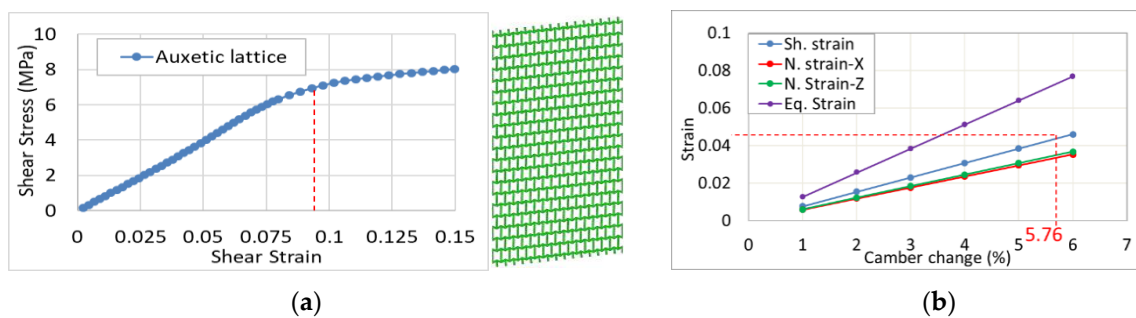 10
8
6
4
2
0
Shear Stress (MPa)
Auxetic lattice
0 0.025 0.05 0.075 0.1 0.125 0.15
Shear Strain
(a)
0.1
0.08
0.06
0.04
0.02
0
Strain
Sh. strain
N. strain-X
N. Strain-Z
Eq. Strain
0 1 2 3 4 5 6 7
5.76
Camber change (%)
(b)